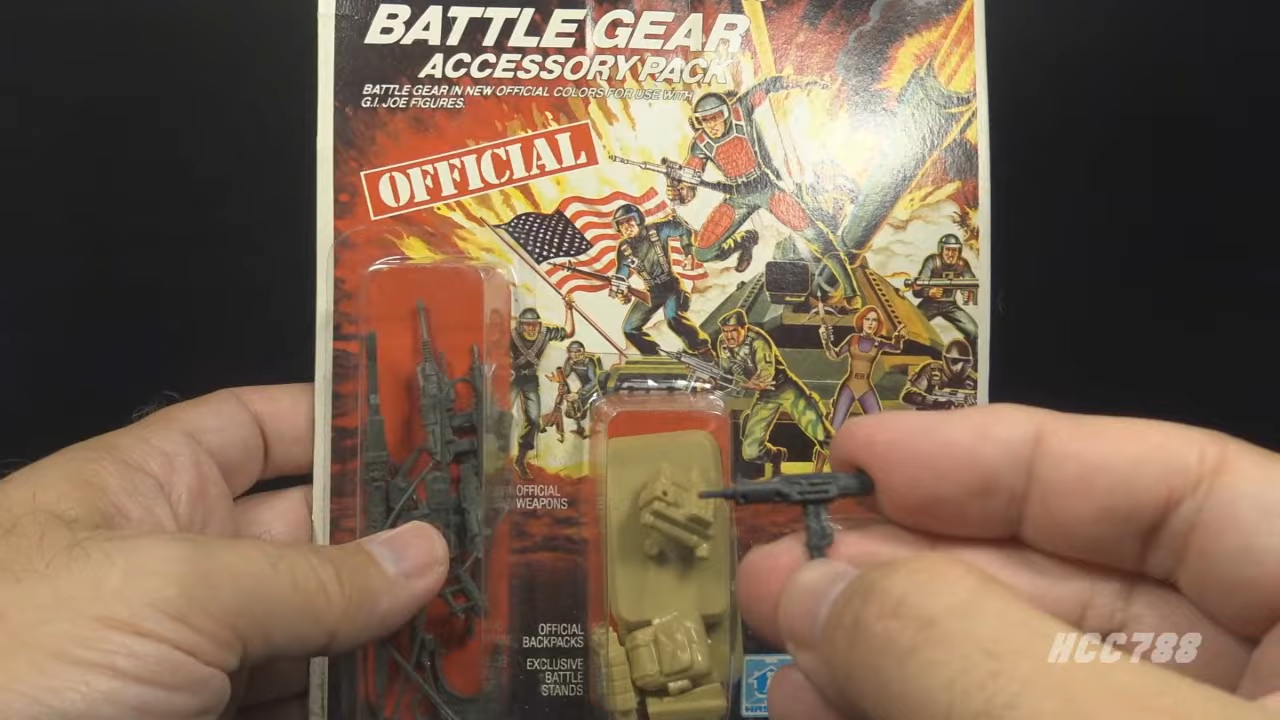 BATTLE GEAR
ACCESSORY PACK
BATTLE GEAR IN NEW OFFICIAL COLORS FOR USE WITH
G.I. JOE FIGURES.
OFFICIAL
OFFICIAL
WEAPONS
OFFICIAL
BACKPACKS
EXCLUSIVE
BATTLE
STANDS
HCC788